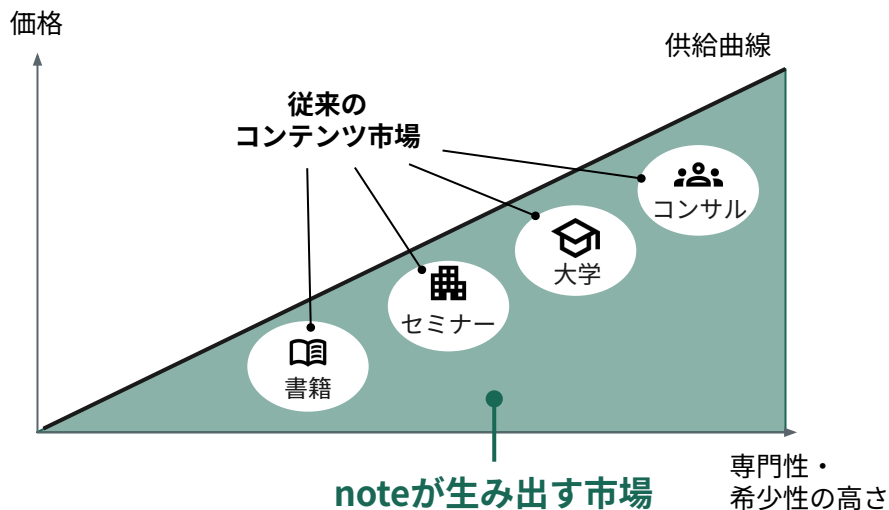 価格
供給曲線
従来の
コンテンツ市場
コンサル
大学
セミナー
書籍
noteが生み出す市場
専門性・
希少性の高さ